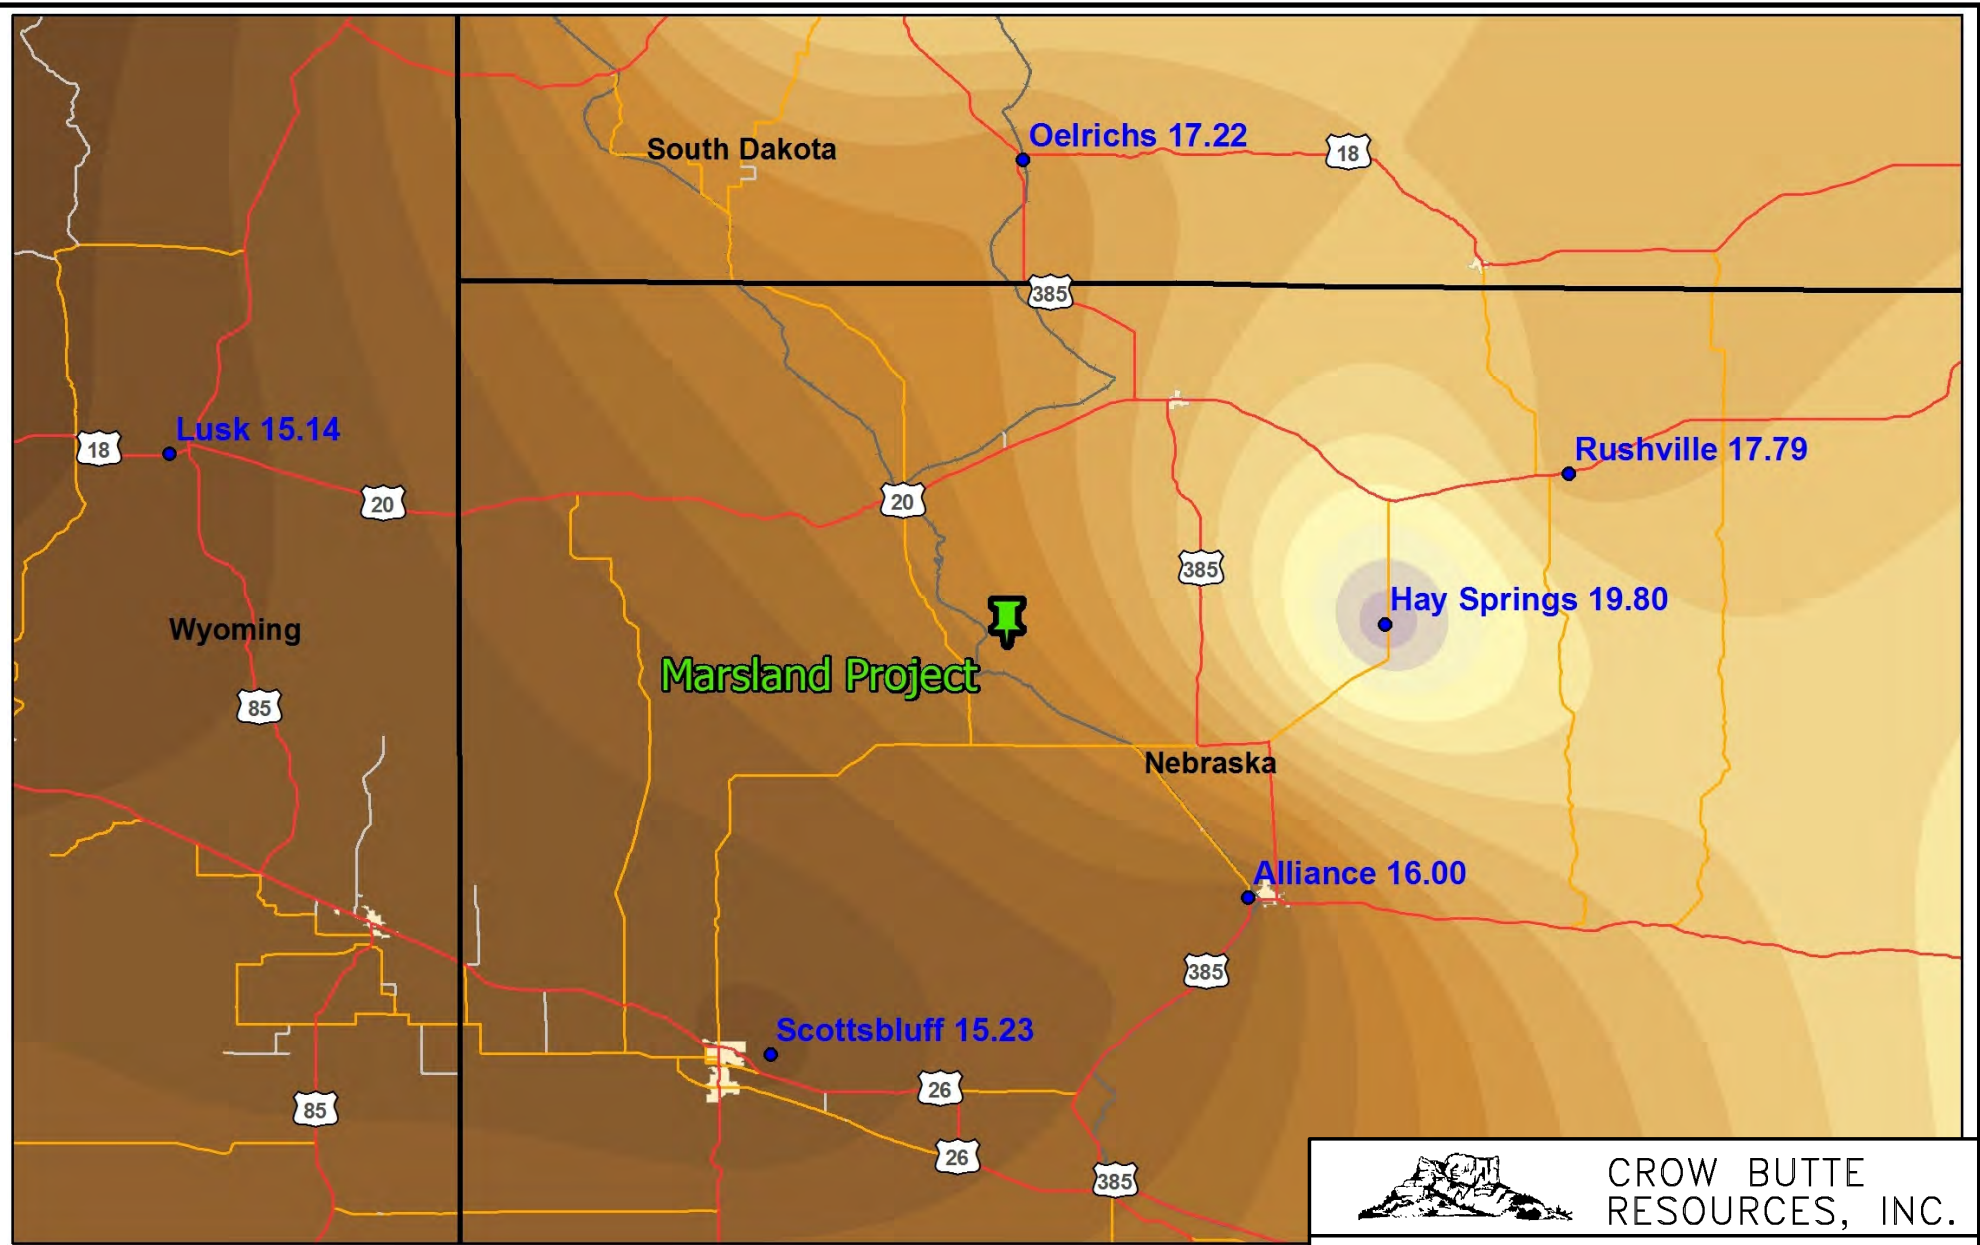 South Dakota
Oelrichs 17.22
18
385
Lusk 15.14
18
20
20
Rushville 17.79
385
Hay Springs 19.80
Wyoming
Marsland Project
85
Nebraska
Alliance 16.00
385
Scottsbluff 15.23
26
85
26
385
CROW BUTTE
RESOURCES, INC.